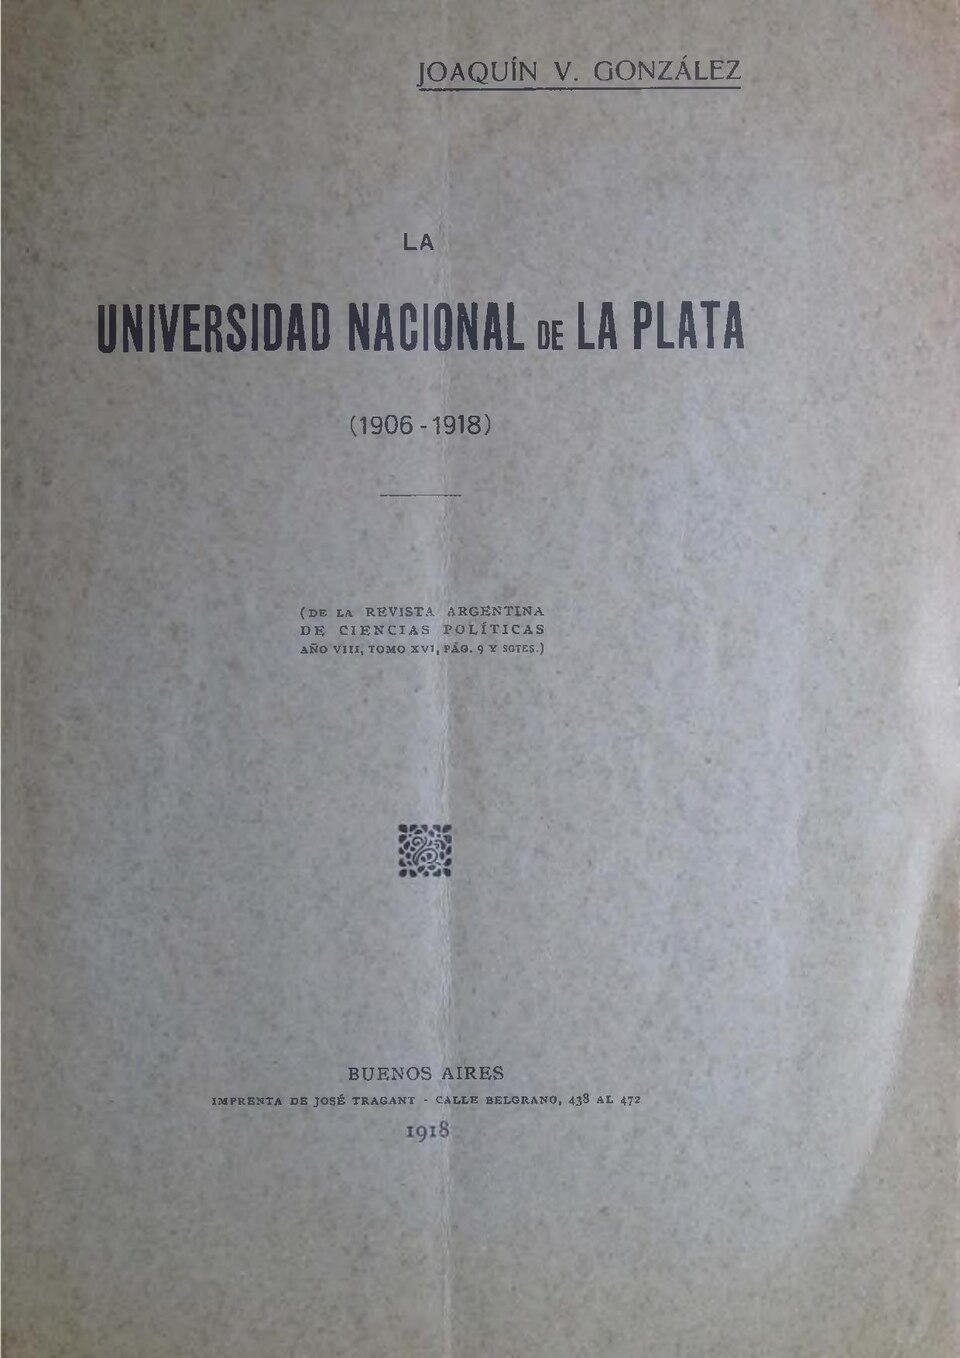 JOAQUÍN V. GONZÁLEZ
LA
UNIVERSIDAD NACIONAL DE LA PLATA
(1906-1918)
(DE LA REVISTA ARGENTINA
DE CIENCIAS POLÍTICAS
AÑO VIII, TOMO XVI, PÁG. 9 Y SGTES.)
BUENOS AIRES
IMPRENTA DE JOSÉ TRAGANT - CALLE BELGRANO, 438 AL 472
1918